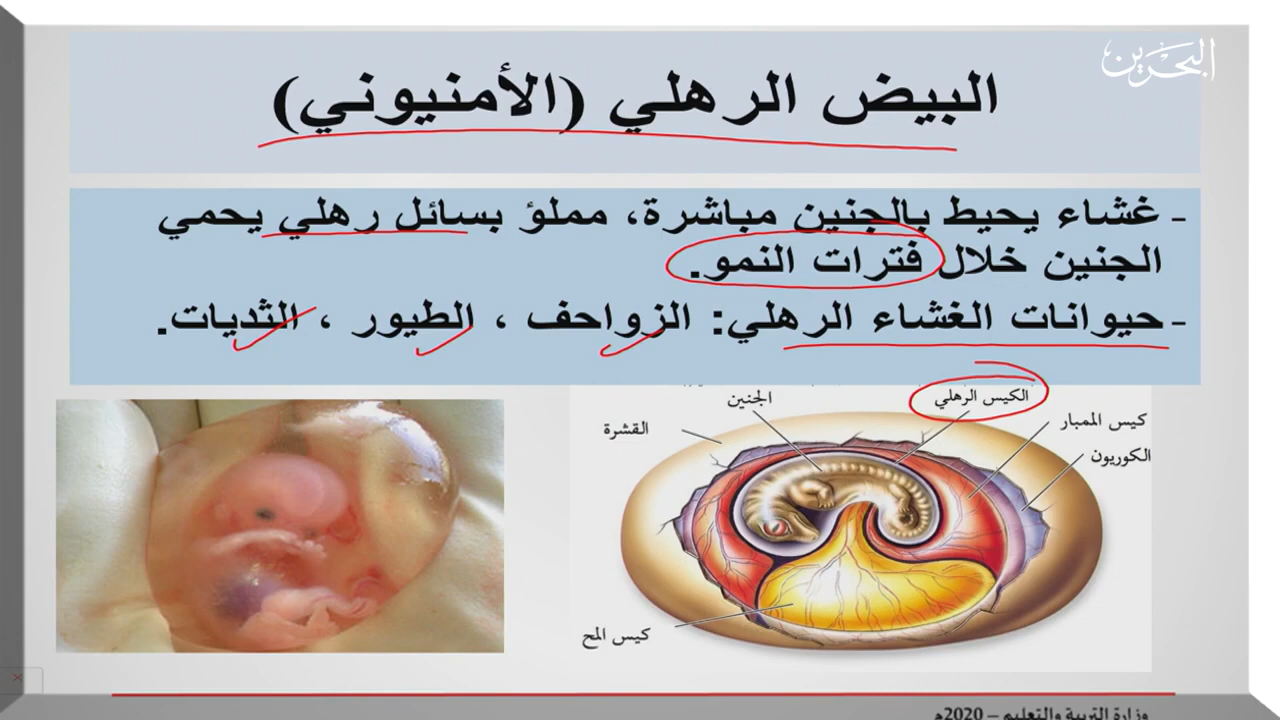 البحرين
البيض الرهلي (الأمنيوني)
- غشاء يحيط بالجنين مباشرة، مملؤ بسائل رهلي يحمي
الجنين خلال فترات النمو.
- حيوانات الغشاء الرهلي: الزواحف ، الطيور ، الثديات.
الكيس الرهلي
الجنين
كيس الممبار
القشرة
الكوريون
كيس المح
وزارة التربية والتعليم – 2020م